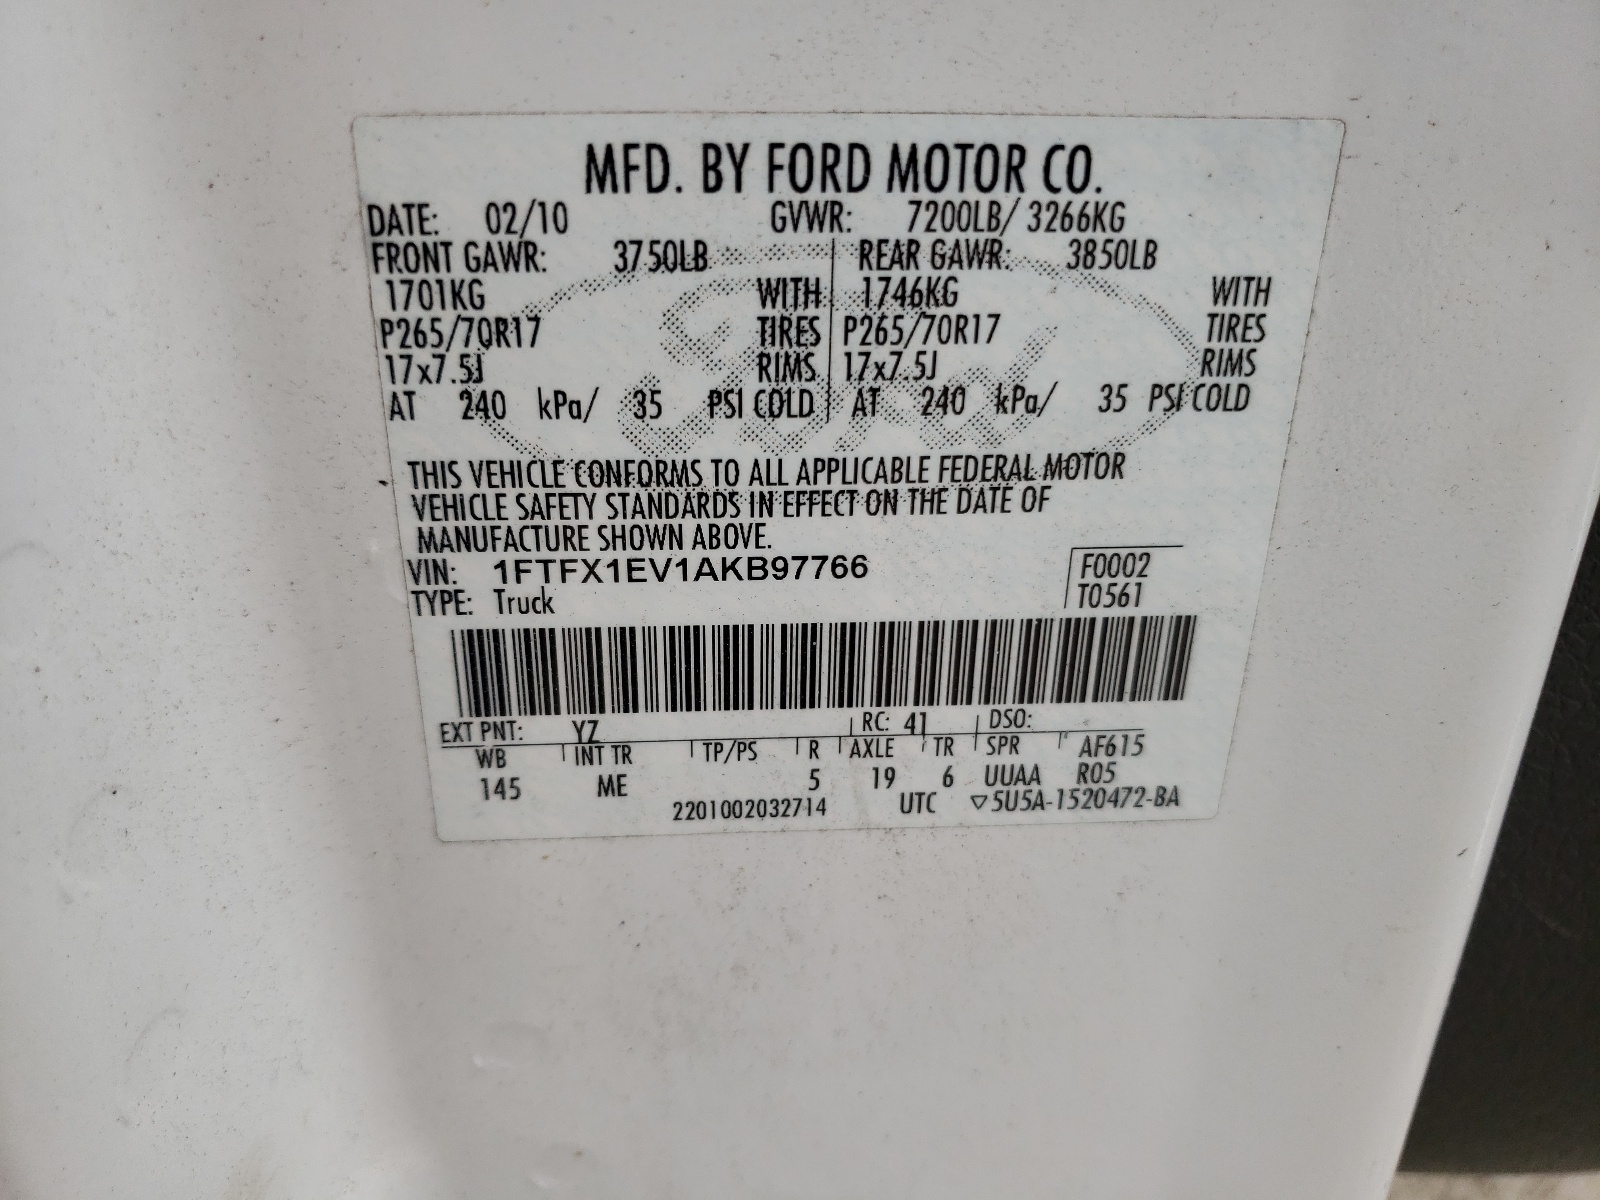 MFD. BY FORD MOTOR CO.
DATE: 02/10 GVWR: 7200LB/ 3266KG
FRONT GAWR: 3750LB REAR GAWR: 3850LB
1701KG WITH 1746KG WITH
P265/70R17 TIRES P265/70R17 TIRES
17x7.5J RIMS 17x7.5J RIMS
AT 240 kPa/ 35 PSI COLD AT 240 kPa/ 35 PSI COLD
THIS VEHICLE CONFORMS TO ALL APPLICABLE FEDERAL MOTOR
VEHICLE SAFETY STANDARDS IN EFFECT ON THE DATE OF
MANUFACTURE SHOWN ABOVE.
VIN: 1FTFX1EV1AKB97766 F0002
TYPE: Truck T0561
EXT PNT: YZ RC: 41 DSO:
WB INT TR TP/PS R AXLE TR SPR AF615
145 ME 5 19 6 UUAA R05
2201002032714 UTC ▽5U5A-1520472-BA
Ford